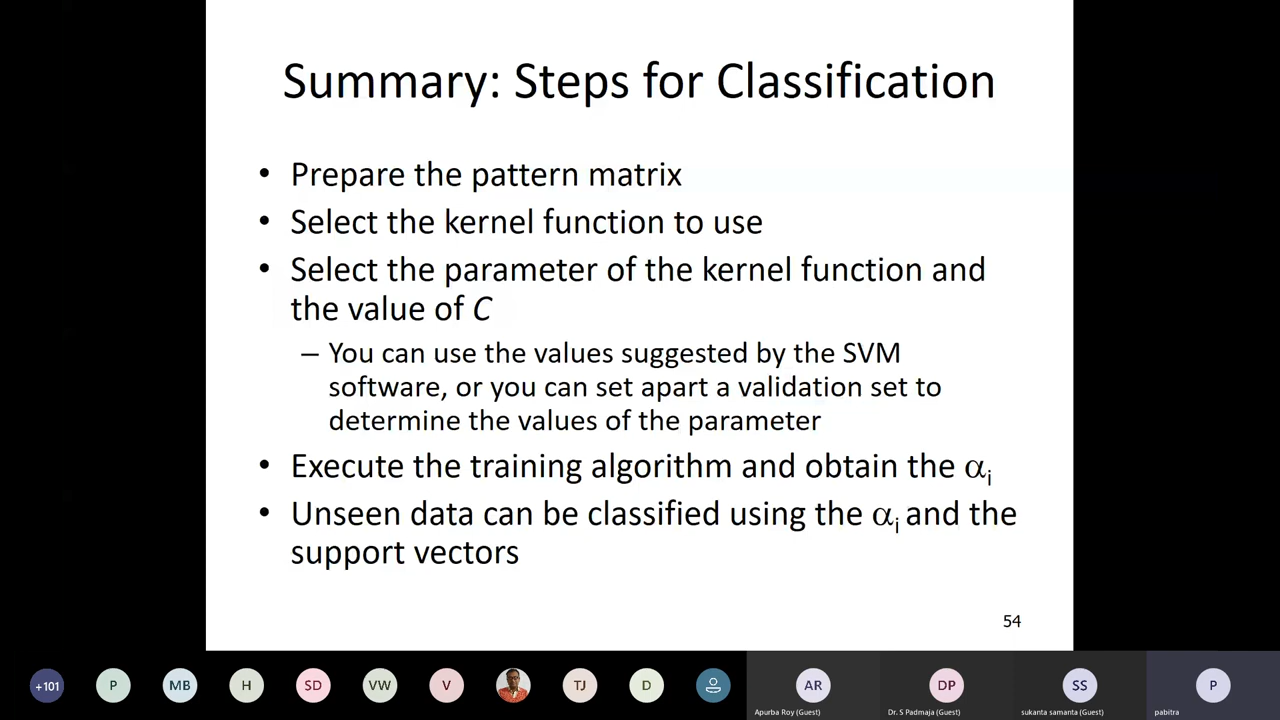 Summary: Steps for Classification
• Prepare the pattern matrix
• Select the kernel function to use
• Select the parameter of the kernel function and
the value of C
– You can use the values suggested by the SVM
software, or you can set apart a validation set to
determine the values of the parameter
• Execute the training algorithm and obtain the αi
• Unseen data can be classified using the αi and the
support vectors
54
+101 P MB H SD VW V TJ D AR DP SS P
Apurba Roy (Guest) Dr. S Padmaja (Guest) sukanta samanta (Guest) pabitra